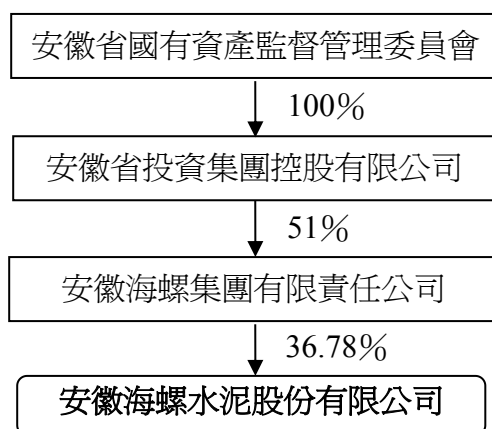 安徽省國有資產監督管理委員會
100%
安徽省投資集團控股有限公司
51%
安徽海螺集團有限責任公司
36.78%
安徽海螺水泥股份有限公司